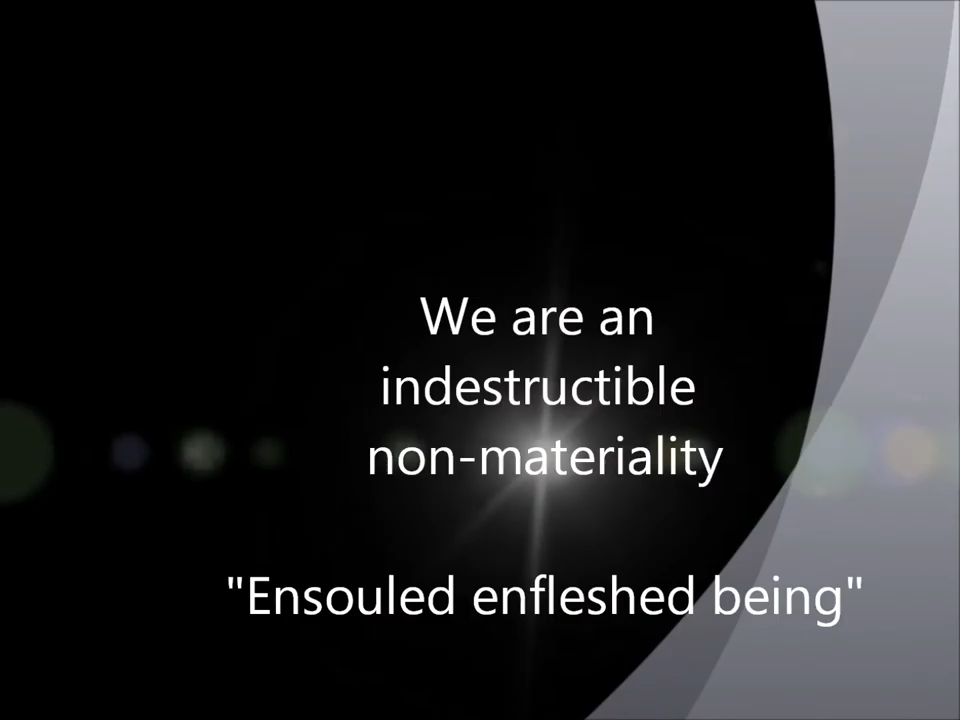 We are an
indestructible
non-materiality
"Ensouled enfleshed being"